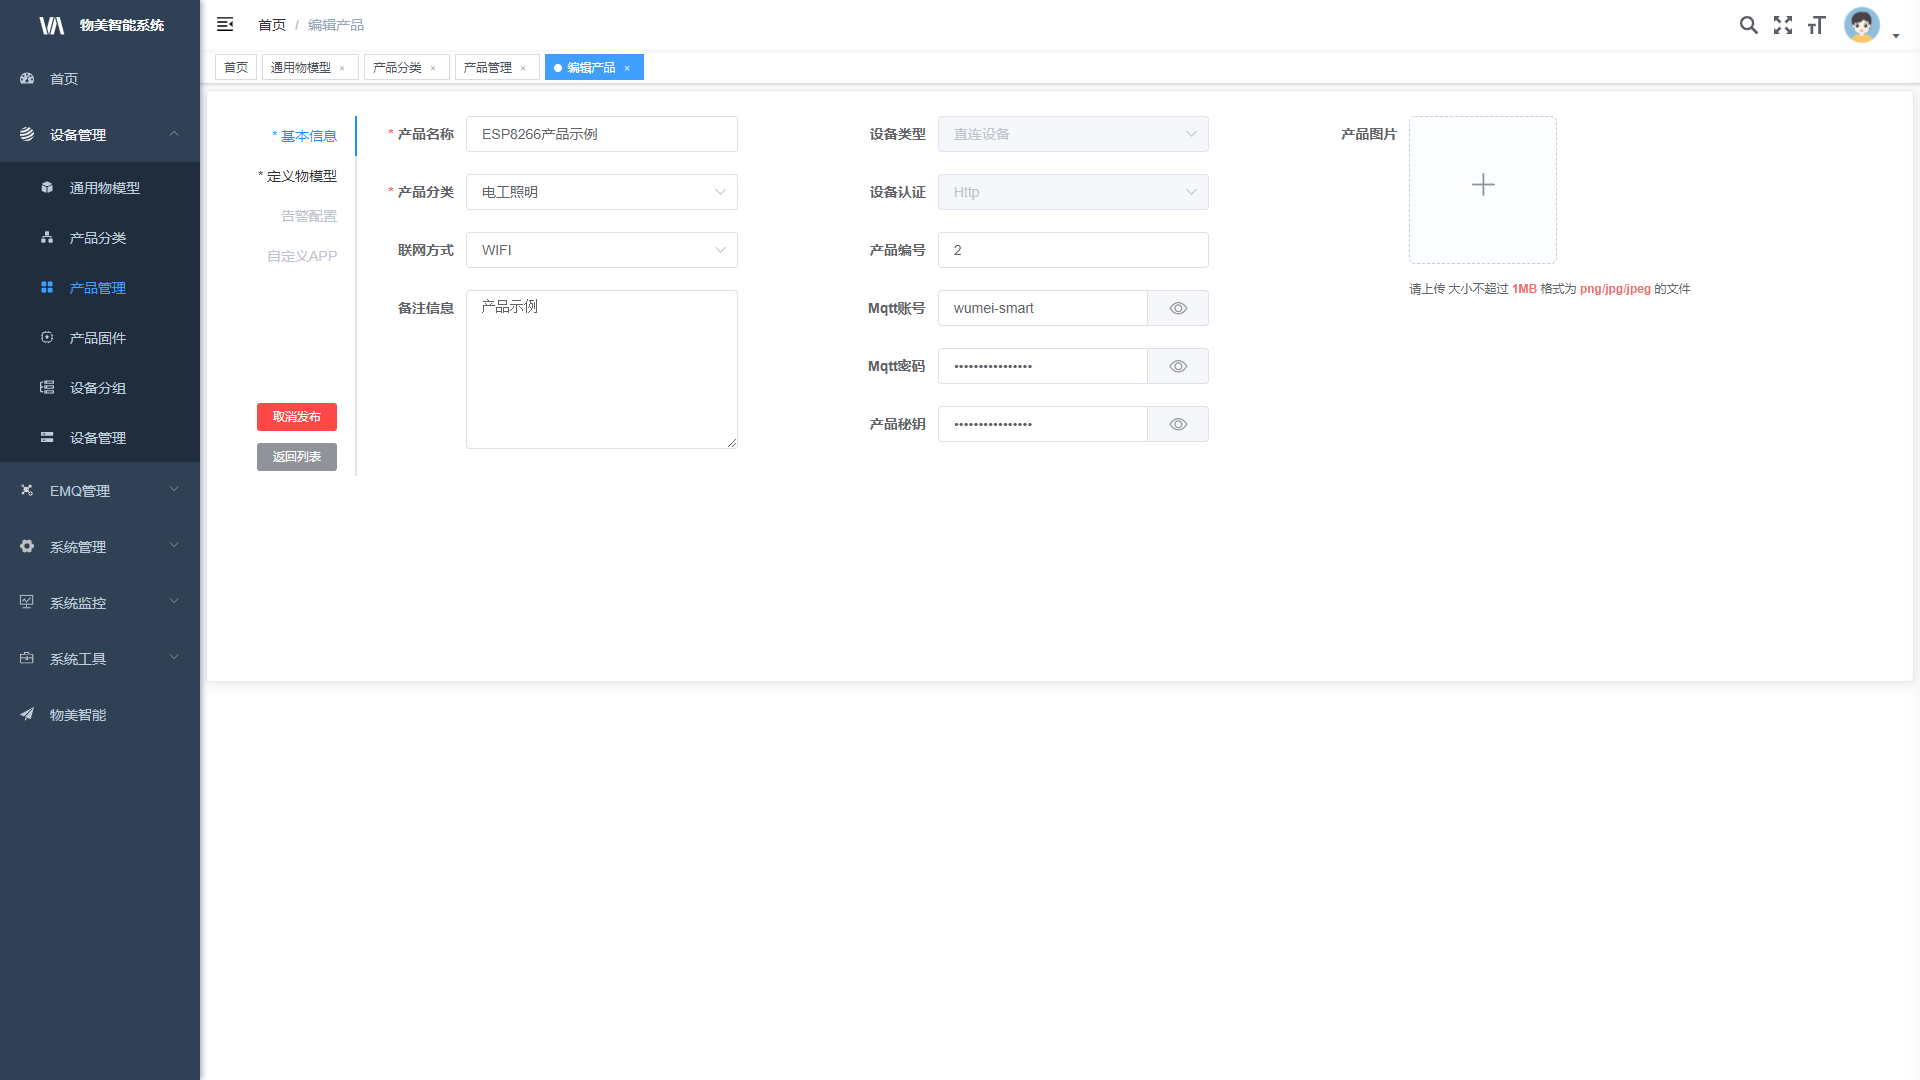 物美智能系统
首页
设备管理
通用物模型
产品分类
产品管理
产品固件
设备分组
设备管理
EMQ管理
系统管理
系统监控
系统工具
物美智能
首页 / 编辑产品
首页 通用物模型 × 产品分类 × 产品管理 × 编辑产品 ×
* 基本信息
* 定义物模型
告警配置
自定义APP
取消发布
返回列表
* 产品名称 ESP8266产品示例
* 产品分类 电工照明
联网方式 WIFI
备注信息 产品示例
设备类型 直连设备
设备认证 Http
产品编号 2
Mqtt账号 wumei-smart
Mqtt密码 ················
产品秘钥 ················
产品图片
请上传 大小不超过 1MB 格式为 png/jpg/jpeg 的文件